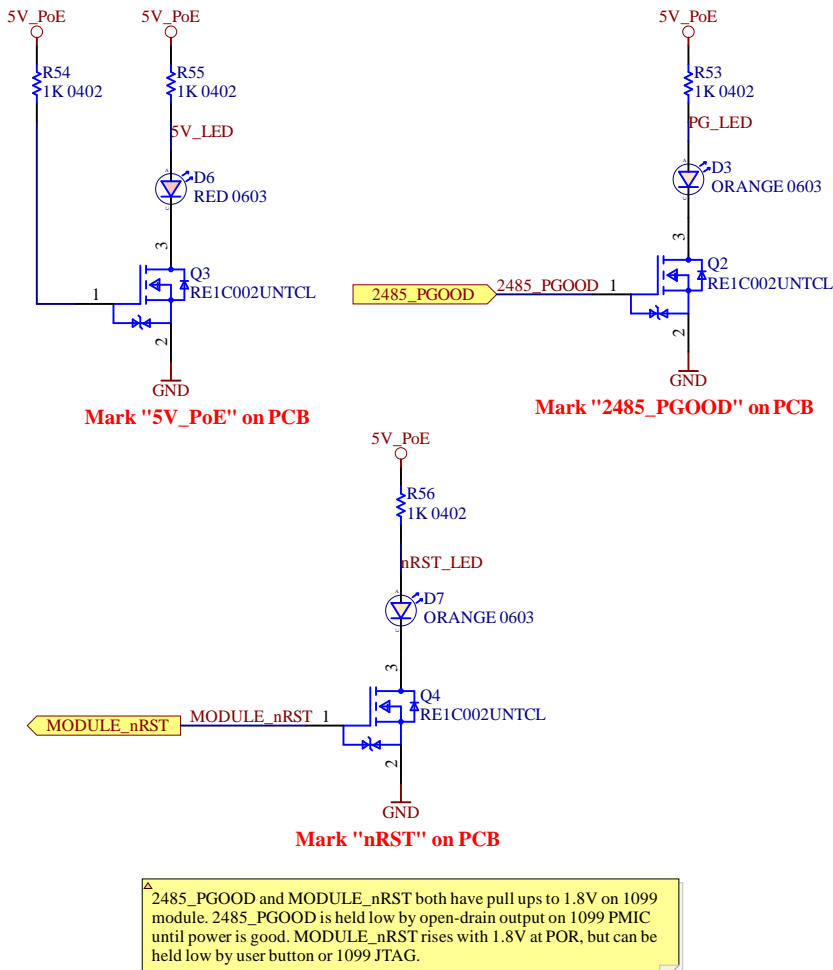 5V_PoE
5V_PoE
R54
1K 0402
R55
1K 0402
5V_LED
A
D6
RED 0603
C
3
Q3
RE1C002UNTCL
1
2
GND
Mark "5V_PoE" on PCB
5V_PoE
R53
1K 0402
PG_LED
A
D3
ORANGE 0603
C
3
Q2
RE1C002UNTCL
2485_PGOOD
2485_PGOOD
1
2
GND
Mark "2485_PGOOD" on PCB
5V_PoE
R56
1K 0402
nRST_LED
A
D7
ORANGE 0603
C
3
Q4
RE1C002UNTCL
MODULE_nRST
MODULE_nRST
1
2
GND
Mark "nRST" on PCB
2485_PGOOD and MODULE_nRST both have pull ups to 1.8V on 1099
module. 2485_PGOOD is held low by open-drain output on 1099 PMIC
until power is good. MODULE_nRST rises with 1.8V at POR, but can be
held low by user button or 1099 JTAG.